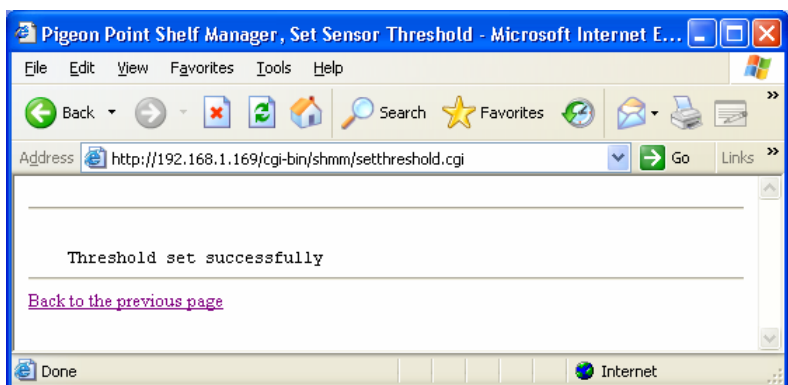 Pigeon Point Shelf Manager, Set Sensor Threshold - Microsoft Internet E...
File Edit View Favorites Tools Help
Back Search Favorites »
Address http://192.168.1.169/cgi-bin/shmm/setthreshold.cgi Go Links »
Threshold set successfully
Back to the previous page
Done Internet